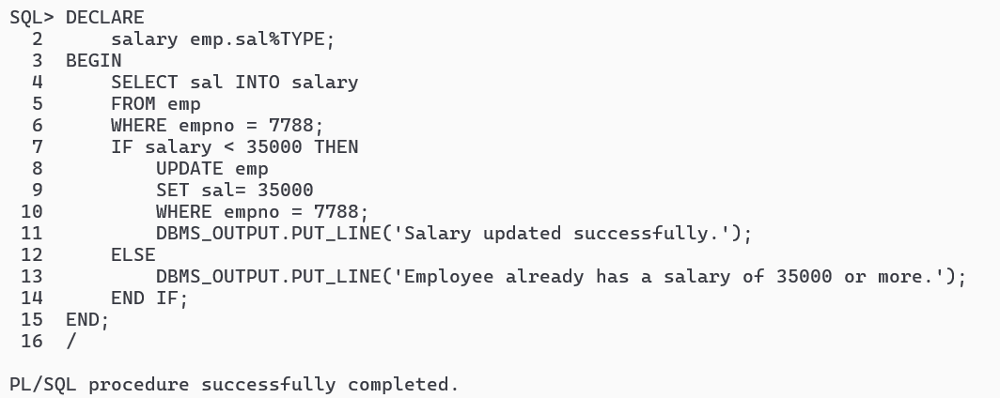 SQL> DECLARE
  2      salary emp.sal%TYPE;
  3  BEGIN
  4      SELECT sal INTO salary
  5      FROM emp
  6      WHERE empno = 7788;
  7      IF salary < 35000 THEN
  8          UPDATE emp
  9          SET sal= 35000
 10          WHERE empno = 7788;
 11          DBMS_OUTPUT.PUT_LINE('Salary updated successfully.');
 12      ELSE
 13          DBMS_OUTPUT.PUT_LINE('Employee already has a salary of 35000 or more.');
 14      END IF;
 15  END;
 16  /
PL/SQL procedure successfully completed.